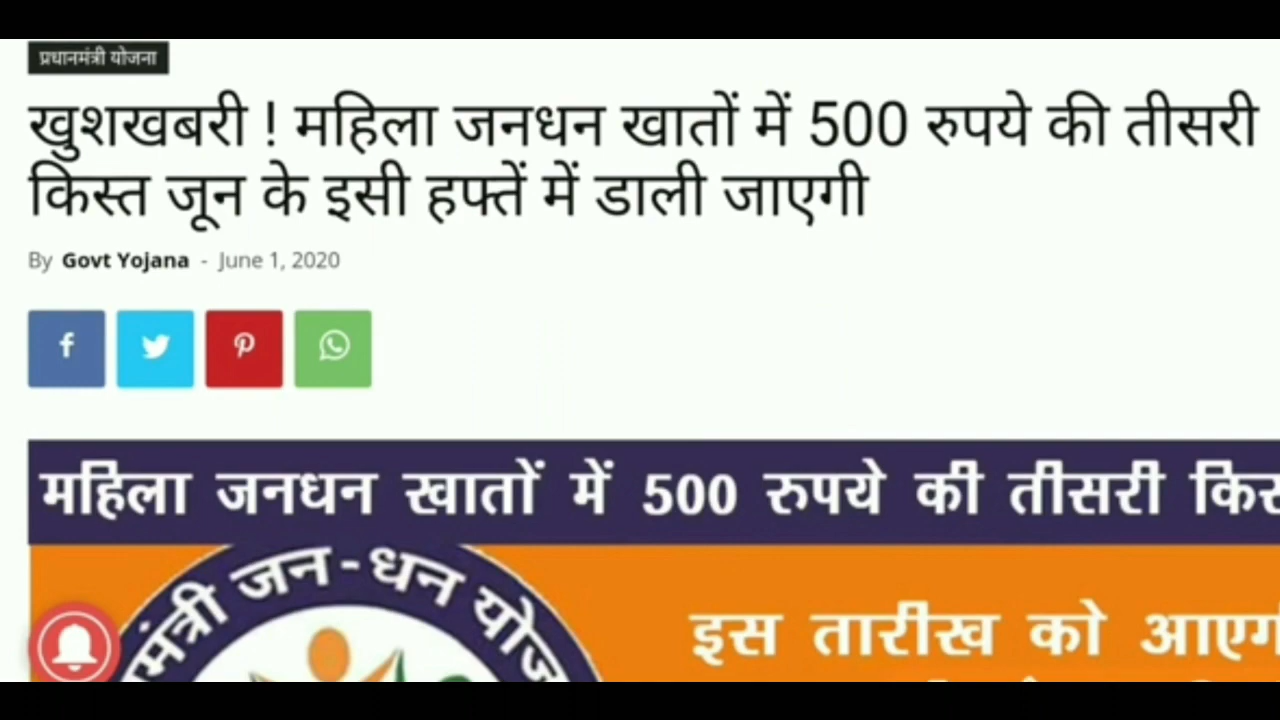 प्रधानमंत्री योजना
खुशखबरी ! महिला जनधन खातों में 500 रुपये की तीसरी
किस्त जून के इसी हफ्तें में डाली जाएगी
By Govt Yojana - June 1, 2020
महिला जनधन खातों में 500 रुपये की तीसरी
जन-धन
इस तारीख को